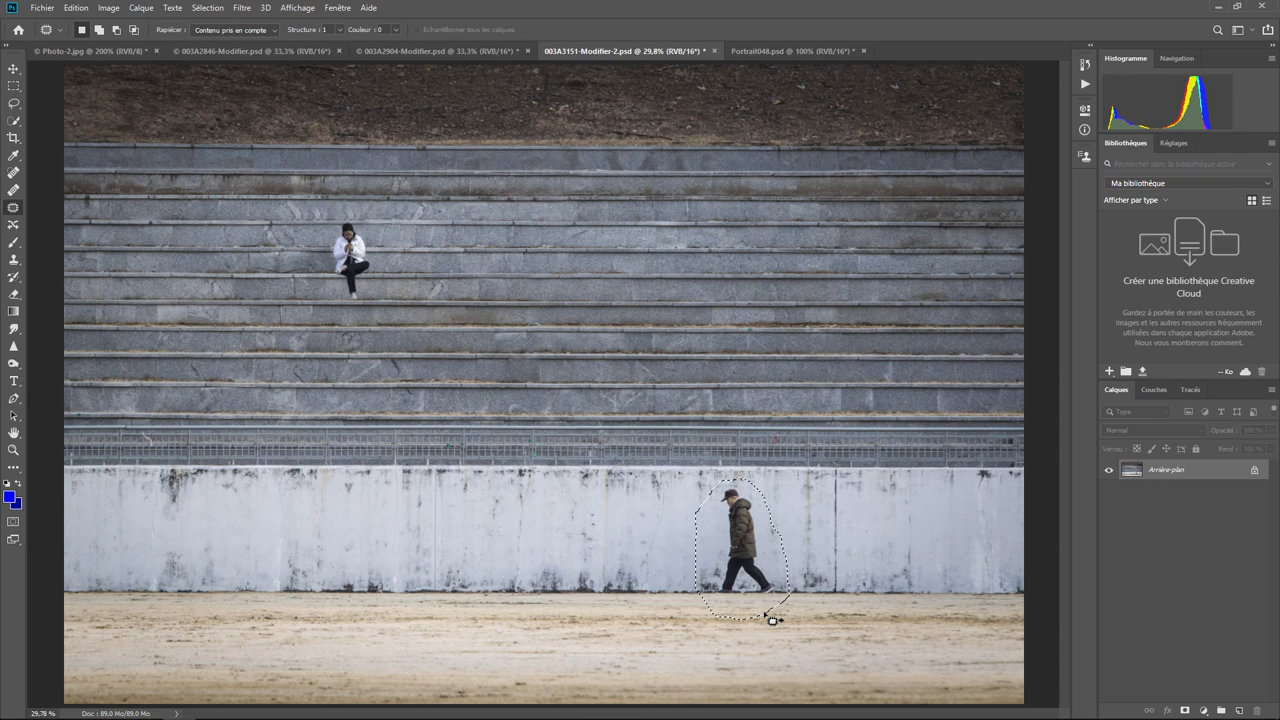 Ps Fichier Edition Image Calque Texte Sélection Filtre 3D Affichage Fenêtre Aide
Rapiécer : Contenu pris en compte Structure : 1 Couleur : 0 Echantillonner tous les calques
© Photo-2.jpg @ 200% (RVB/8) * © 003A2846-Modifier.psd @ 33,3% (RVB/16*) © 003A2904-Modifier.psd @ 33,3% (RVB/16*) * 003A3151-Modifier-2.psd @ 29,8% (RVB/16*) * Portrait048.psd @ 100% (RVB/16*) *
Histogramme Navigation
Bibliothèques Réglages
Rechercher dans la bibliothèque active
Ma bibliothèque
Afficher par type
Créer une bibliothèque Creative
Cloud
Gardez à portée de main les couleurs, les
images et les autres ressources fréquemment
utilisées dans chaque application Adobe.
Nous vous montrerons comment.
-- Ko
Calques Couches Tracés
Type
Normal Opacité : 100 %
Verrou : Fond : 100 %
Arrière-plan
29,78 % Doc : 89,0 Mo/89,0 Mo